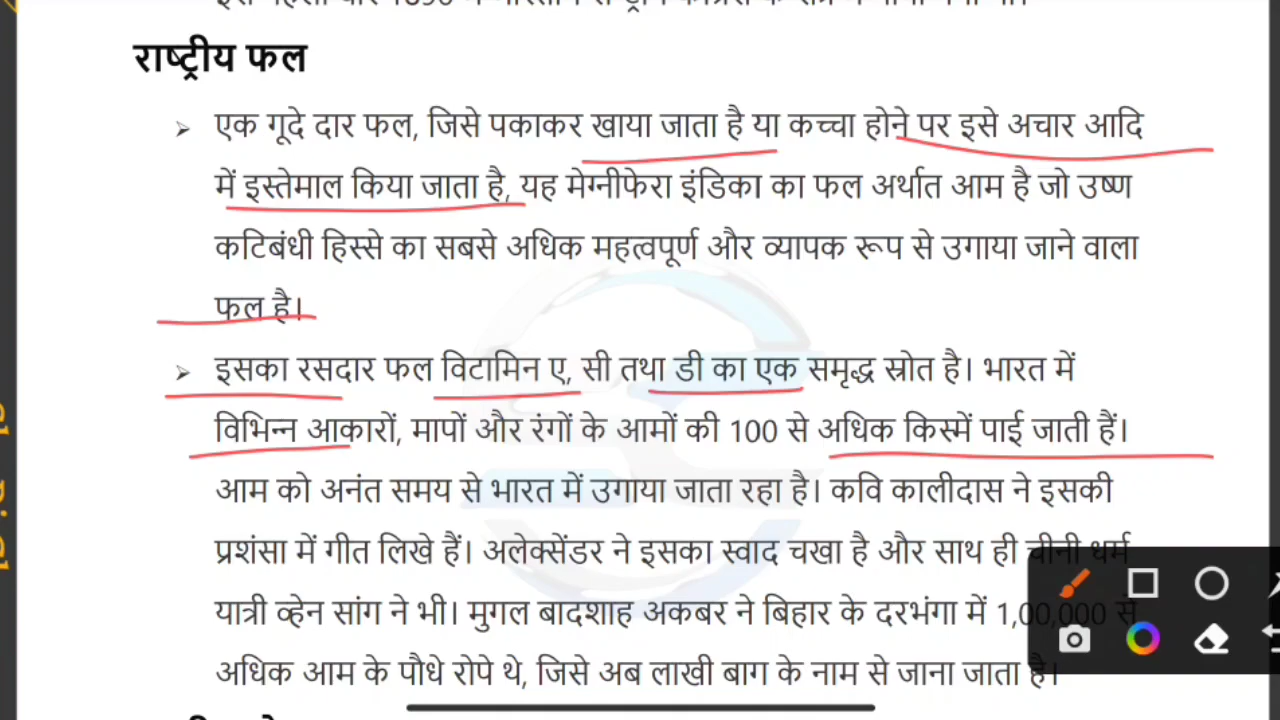 राष्ट्रीय फल
➢ एक गूदे दार फल, जिसे पकाकर खाया जाता है या कच्चा होने पर इसे अचार आदि
में इस्तेमाल किया जाता है, यह मेग्नीफेरा इंडिका का फल अर्थात आम है जो उष्ण
कटिबंधी हिस्से का सबसे अधिक महत्वपूर्ण और व्यापक रूप से उगाया जाने वाला
फल है।
➢ इसका रसदार फल विटामिन ए, सी तथा डी का एक समृद्ध स्रोत है। भारत में
विभिन्न आकारों, मापों और रंगों के आमों की 100 से अधिक किस्में पाई जाती हैं।
आम को अनंत समय से भारत में उगाया जाता रहा है। कवि कालीदास ने इसकी
प्रशंसा में गीत लिखे हैं। अलेक्सेंडर ने इसका स्वाद चखा है और साथ ही चीनी धर्म
यात्री व्हेन सांग ने भी। मुगल बादशाह अकबर ने बिहार के दरभंगा में 1,00,000 से
अधिक आम के पौधे रोपे थे, जिसे अब लाखी बाग के नाम से जाना जाता है।